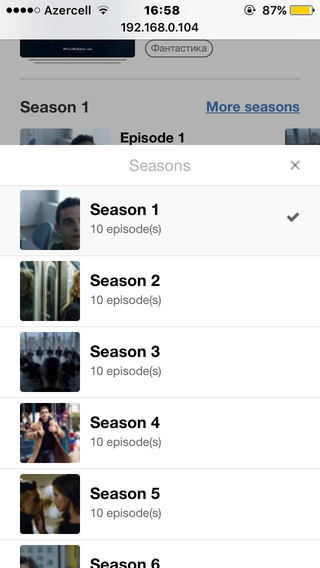 Azercell 16:58 87%
192.168.0.104
Фантастика
Season 1 More seasons
Episode 1
Seasons ×
Season 1
10 episode(s)
Season 2
10 episode(s)
Season 3
10 episode(s)
Season 4
10 episode(s)
Season 5
10 episode(s)
Season 6